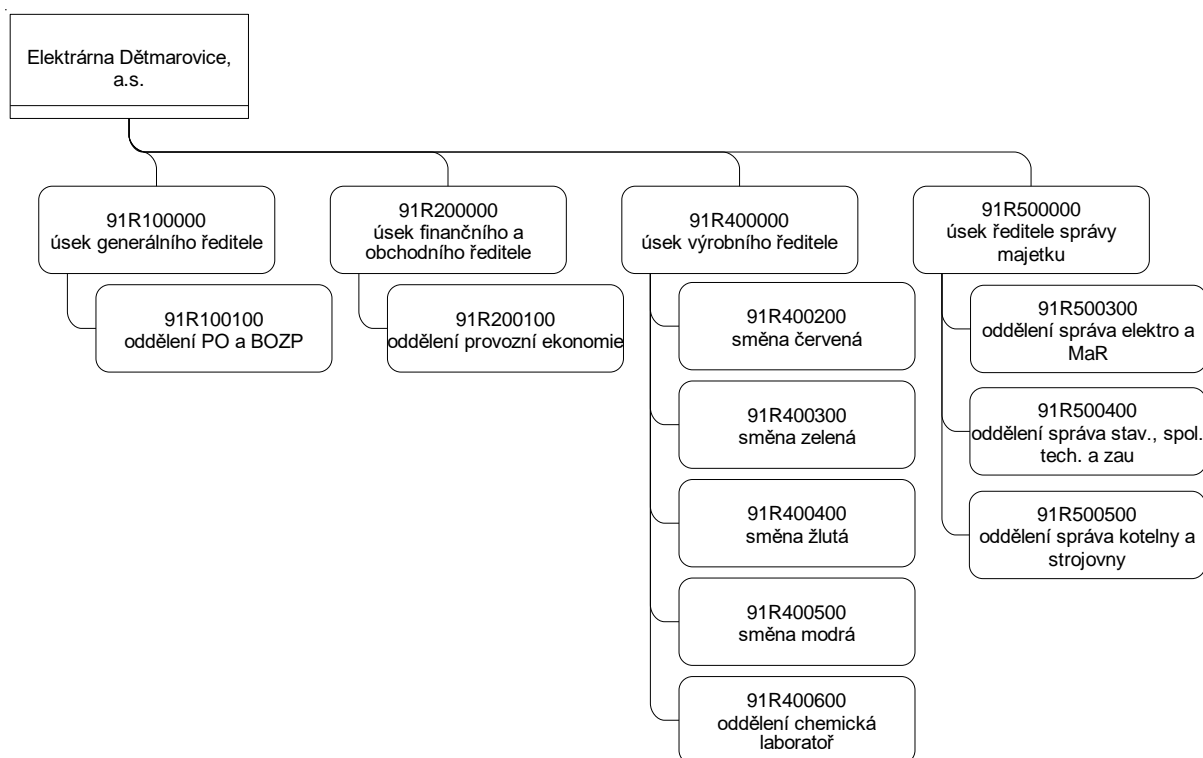 Elektrárna Dětmarovice,
a.s.
91R100000
úsek generálního ředitele
91R100100
oddělení PO a BOZP
91R200000
úsek finančního a
obchodního ředitele
91R200100
oddělení provozní ekonomie
91R400000
úsek výrobního ředitele
91R400200
směna červená
91R400300
směna zelená
91R400400
směna žlutá
91R400500
směna modrá
91R400600
oddělení chemická
laboratoř
91R500000
úsek ředitele správy
majetku
91R500300
oddělení správa elektro a
MaR
91R500400
oddělení správa stav., spol.
tech. a zau
91R500500
oddělení správa kotelny a
strojovny